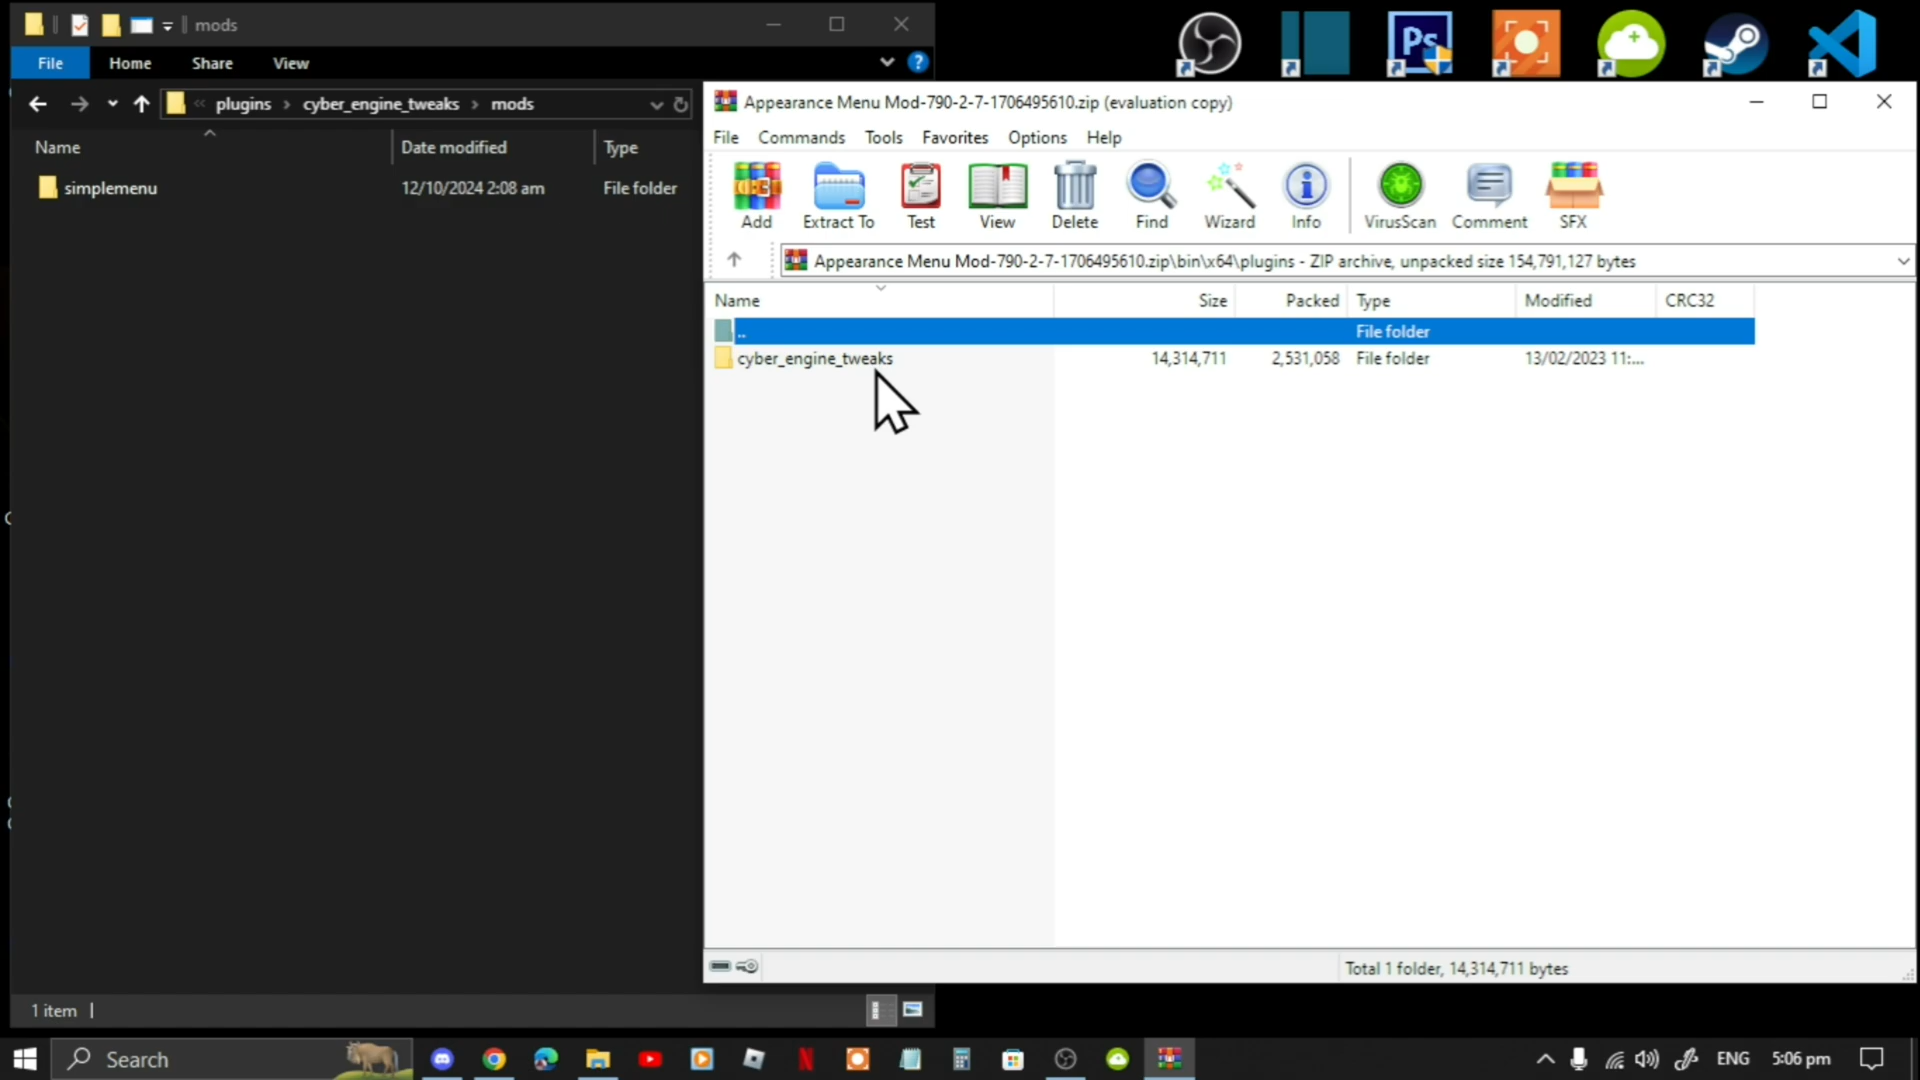 mods
File Home Share View
plugins › cyber_engine_tweaks › mods
Name Date modified Type
simplemenu 12/10/2024 2:08 am File folder
1 item
Ps
Appearance Menu Mod-790-2-7-1706495610.zip (evaluation copy)
File Commands Tools Favorites Options Help
Add Extract To Test View Delete Find Wizard Info VirusScan Comment SFX
Appearance Menu Mod-790-2-7-1706495610.zip\bin\x64\plugins - ZIP archive, unpacked size 154,791,127 bytes
Name Size Packed Type Modified CRC32
.. File folder
cyber_engine_tweaks 14,314,711 2,531,058 File folder 13/02/2023 11:...
Total 1 folder, 14,314,711 bytes
Search ENG 5:06 pm